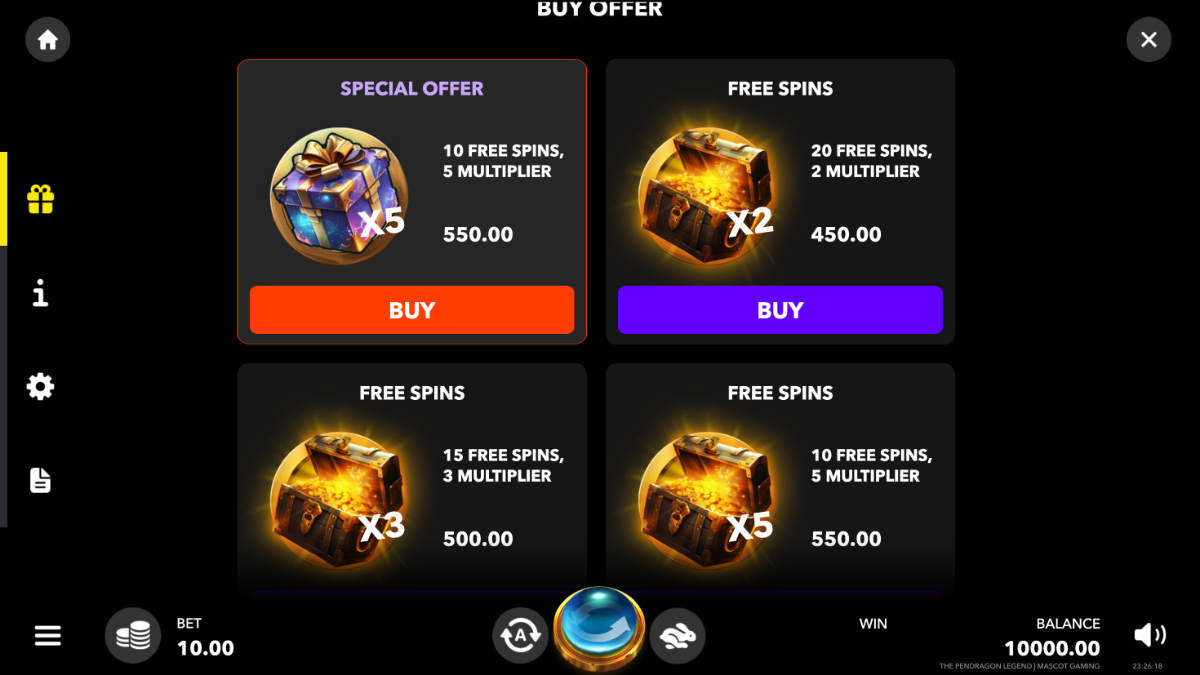 BUY OFFER
SPECIAL OFFER
10 FREE SPINS,
5 MULTIPLIER
X5
550.00
BUY
FREE SPINS
20 FREE SPINS,
2 MULTIPLIER
X2
450.00
BUY
FREE SPINS
15 FREE SPINS,
3 MULTIPLIER
X3
500.00
FREE SPINS
10 FREE SPINS,
5 MULTIPLIER
X5
550.00
BET
10.00
A
WIN
BALANCE
10000.00
THE PENDRAGON LEGEND | MASCOT GAMING
23:26:18